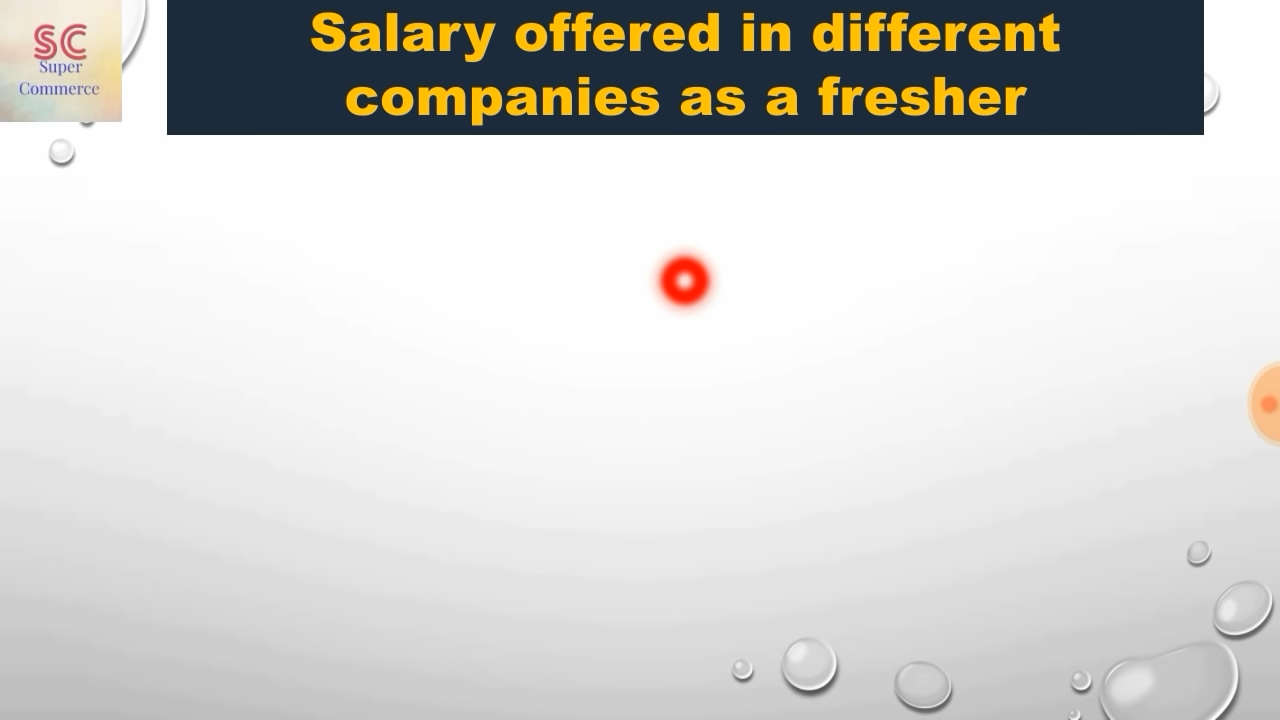 SC
Super
Commerce
Salary offered in different
companies as a fresher